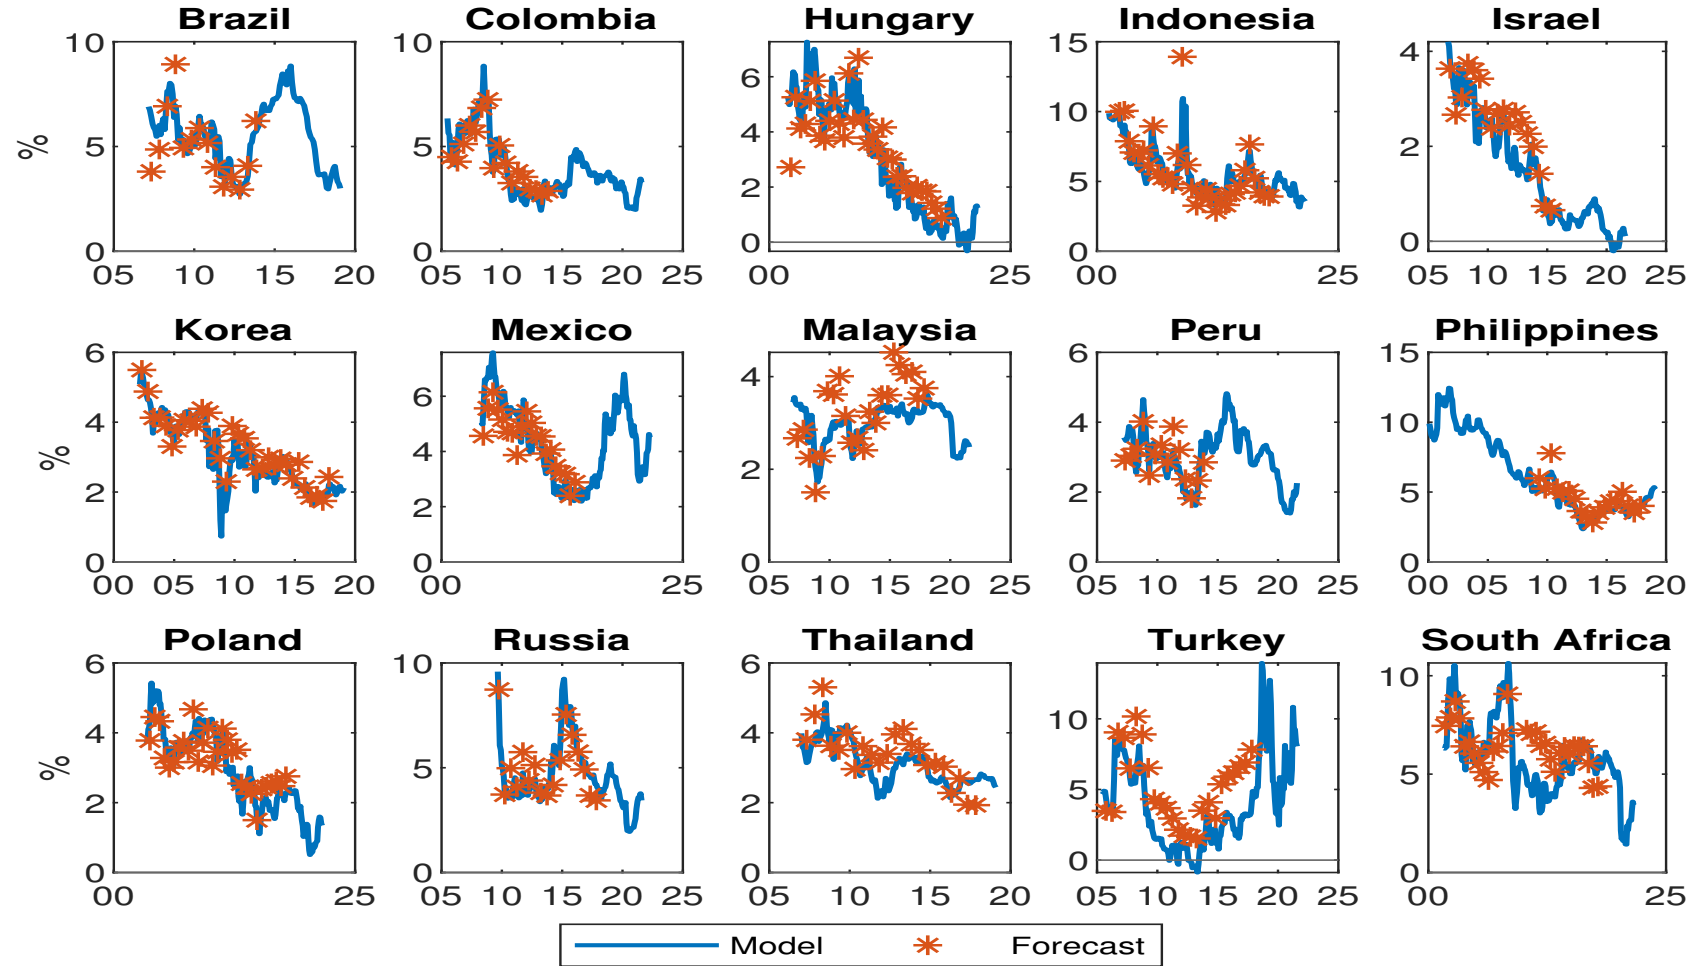 Brazil Colombia Hungary Indonesia Israel
10 10 6 15 4
% 5 5 4 10 2
2 5
0 0 0 0 0
05 10 15 20 05 10 15 20 25 00 25 00 25 05 10 15 20 25
Korea Mexico Malaysia Peru Philippines
6 6 4 6 15
% 4 4 2 4 10
2 2 2 5
0 0 0 0 0
00 05 10 15 20 00 25 05 10 15 20 25 05 10 15 20 25 00 05 10 15 20
Poland Russia Thailand Turkey South Africa
6 10 6 10 10
% 4 5 4 5 5
2 2
0 0 0 0 0
00 25 05 10 15 20 25 05 10 15 20 05 10 15 20 25 00 25
Model Forecast